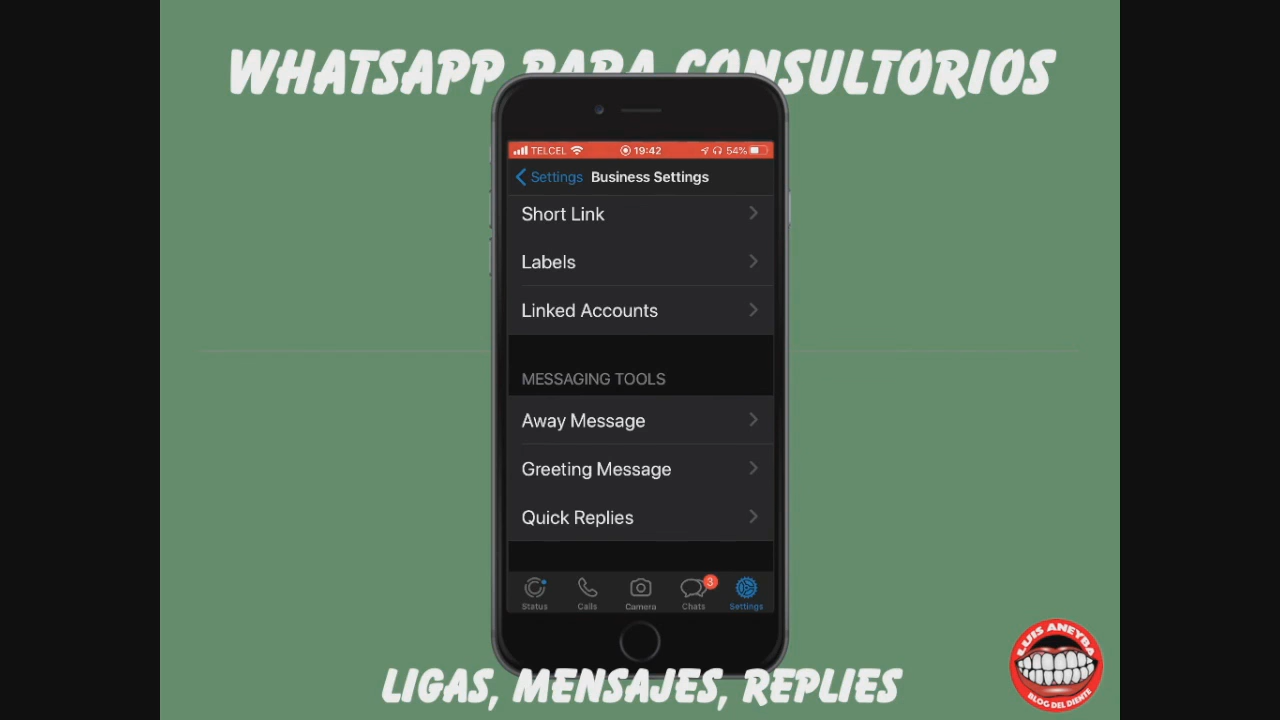 WHATSAPP PARA CONSULTORIOS
TELCEL 19:42 54%
Settings Business Settings
Short Link
Labels
Linked Accounts
MESSAGING TOOLS
Away Message
Greeting Message
Quick Replies
3
Status Calls Camera Chats Settings
LIGAS, MENSAJES, REPLIES
LUIS ANEYBA
BLOG DEL DIENTE